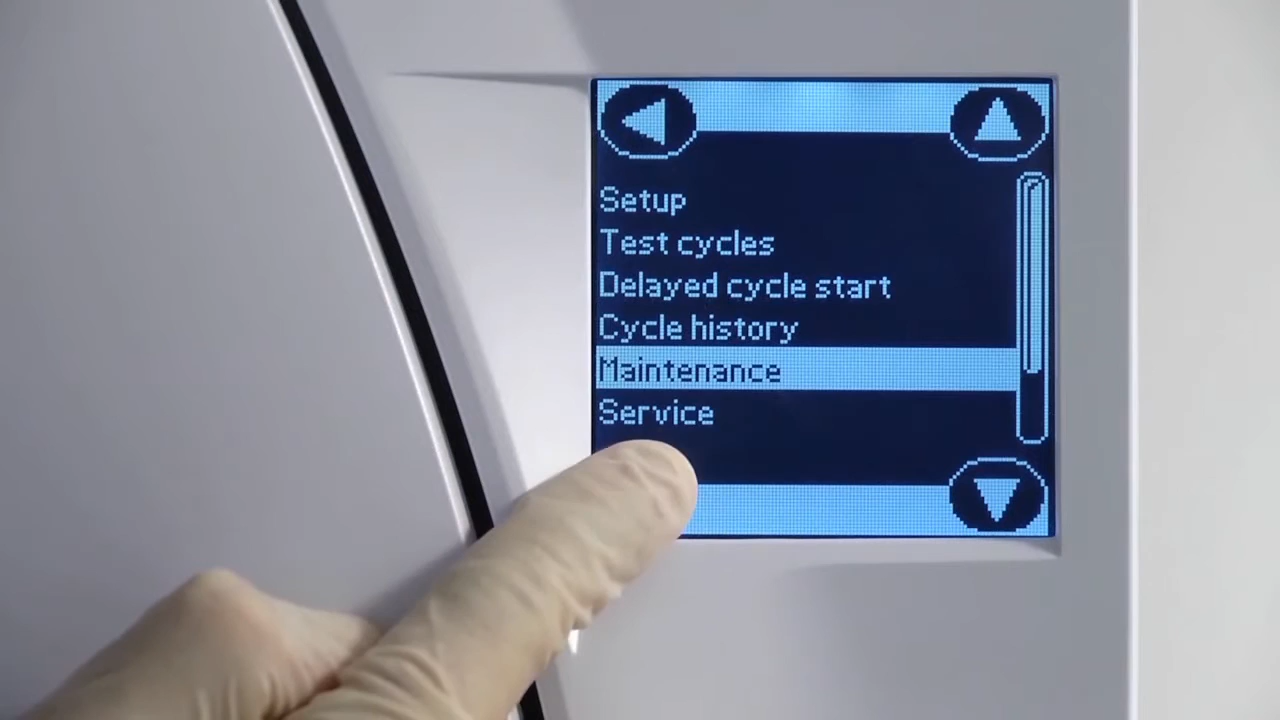 Setup
Test cycles
Delayed cycle start
Cycle history
Maintenance
Service